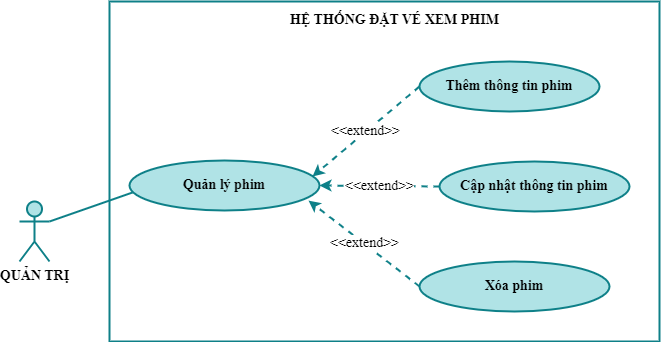 HỆ THỐNG ĐẶT VÉ XEM PHIM
Thêm thông tin phim
<<extend>>
Quản lý phim
<<extend>>
Cập nhật thông tin phim
<<extend>>
QUẢN TRỊ
Xóa phim